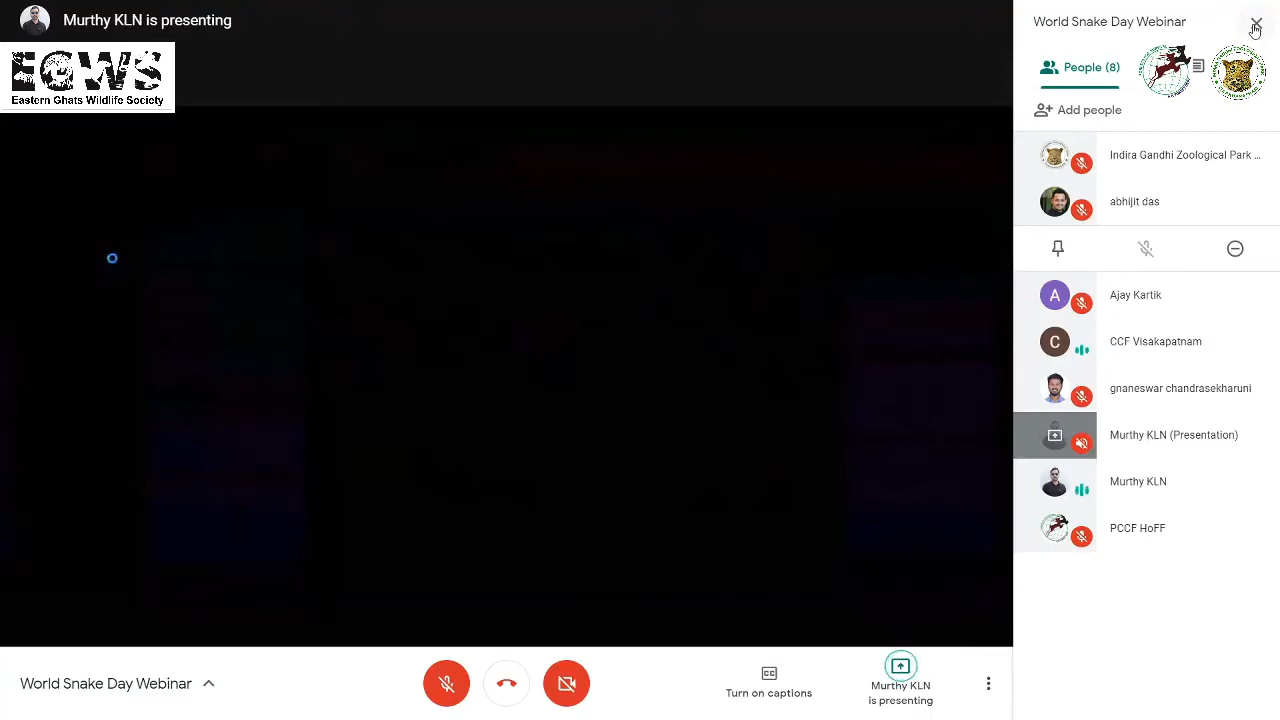 Murthy KLN is presenting
EGWS
Eastern Ghats Wildlife Society
World Snake Day Webinar
People (8)
Add people
Indira Gandhi Zoological Park ...
abhijit das
A
Ajay Kartik
C
CCF Visakapatnam
gnaneswar chandrasekharuni
Murthy KLN (Presentation)
Murthy KLN
PCCF HoFF
World Snake Day Webinar
CC
Turn on captions
Murthy KLN
is presenting